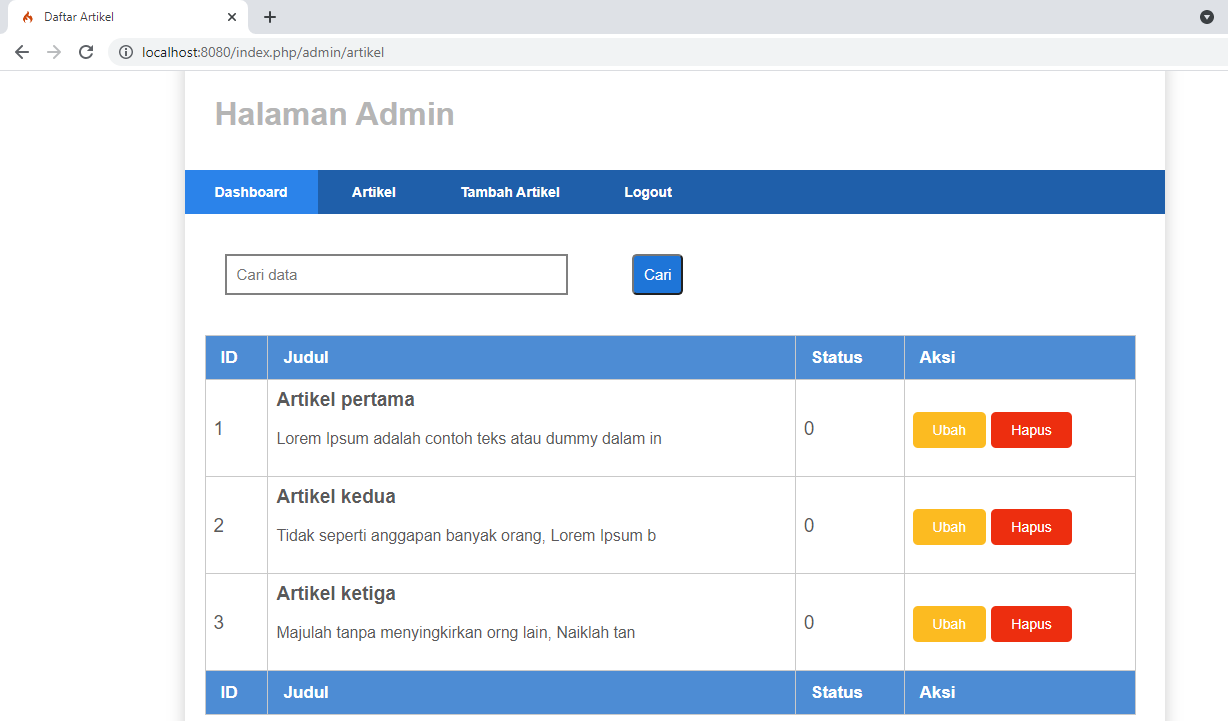 Daftar Artikel
localhost:8080/index.php/admin/artikel
Halaman Admin
Dashboard Artikel Tambah Artikel Logout
Cari data Cari
ID Judul Status Aksi
Artikel pertama
1 Lorem Ipsum adalah contoh teks atau dummy dalam in 0 Ubah Hapus
Artikel kedua
2 Tidak seperti anggapan banyak orang, Lorem Ipsum b 0 Ubah Hapus
Artikel ketiga
3 Majulah tanpa menyingkirkan orng lain, Naiklah tan 0 Ubah Hapus
ID Judul Status Aksi